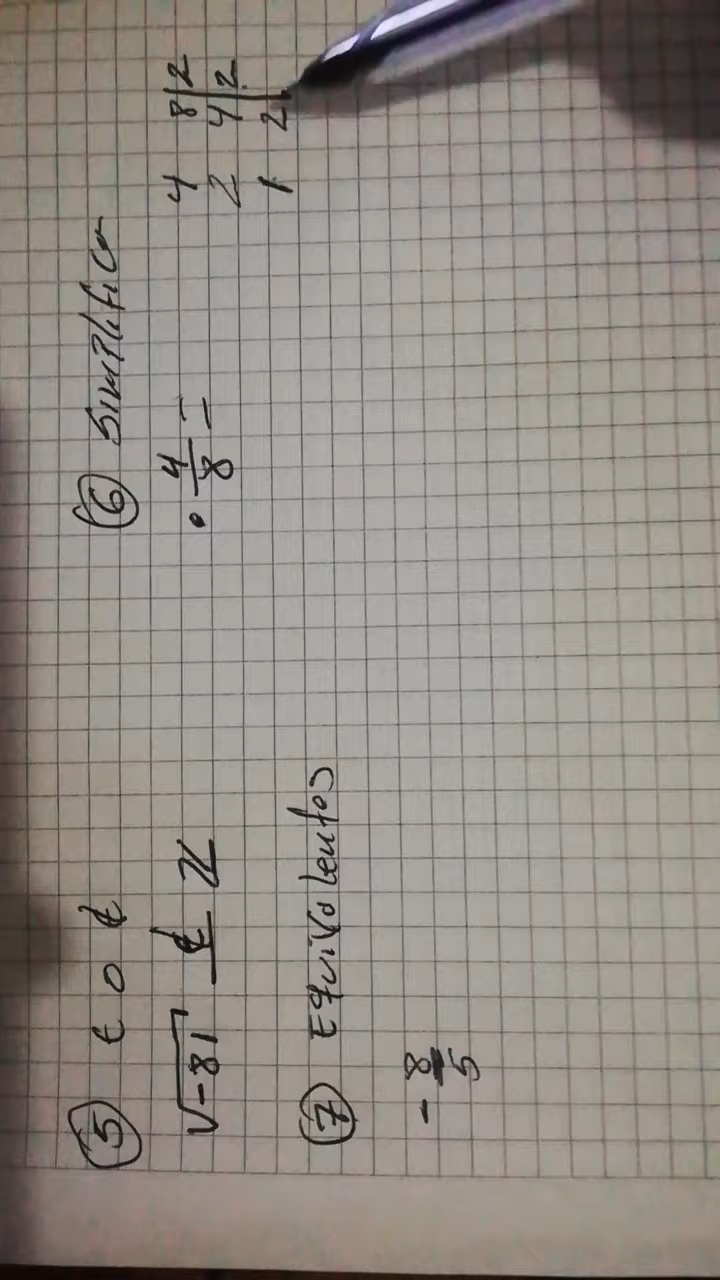 ⑤ ∈ o ∉
√-81 ∉ ℤ
⑥ Simplifica
• 4/8 =
4 8|2
2 4|2
1 2|
⑦ Equivalentes
- 8/5